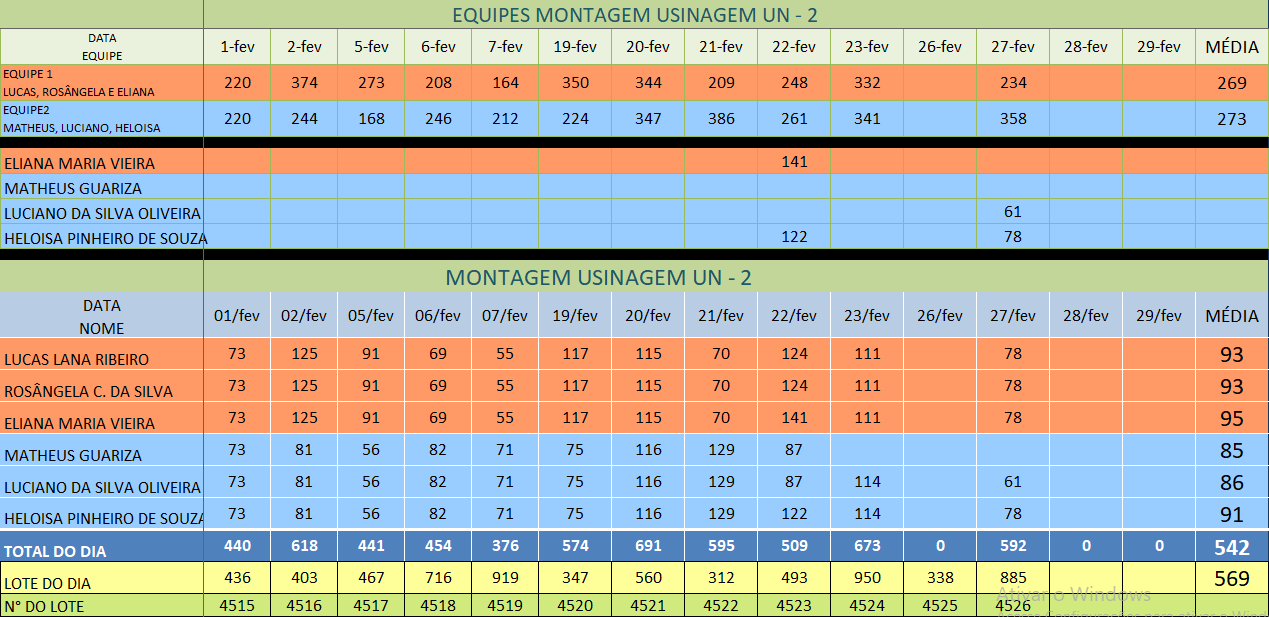 EQUIPES MONTAGEM USINAGEM UN - 2
DATA
EQUIPE 1-fev 2-fev 5-fev 6-fev 7-fev 19-fev 20-fev 21-fev 22-fev 23-fev 26-fev 27-fev 28-fev 29-fev MÉDIA
EQUIPE 1
LUCAS, ROSÂNGELA E ELIANA 220 374 273 208 164 350 344 209 248 332 234 269
EQUIPE2
MATHEUS, LUCIANO, HELOISA 220 244 168 246 212 224 347 386 261 341 358 273
ELIANA MARIA VIEIRA 141
MATHEUS GUARIZA
LUCIANO DA SILVA OLIVEIRA 61
HELOISA PINHEIRO DE SOUZA 122 78
MONTAGEM USINAGEM UN - 2
DATA
NOME 01/fev 02/fev 05/fev 06/fev 07/fev 19/fev 20/fev 21/fev 22/fev 23/fev 26/fev 27/fev 28/fev 29/fev MÉDIA
LUCAS LANA RIBEIRO 73 125 91 69 55 117 115 70 124 111 78 93
ROSÂNGELA C. DA SILVA 73 125 91 69 55 117 115 70 124 111 78 93
ELIANA MARIA VIEIRA 73 125 91 69 55 117 115 70 141 111 78 95
MATHEUS GUARIZA 73 81 56 82 71 75 116 129 87 85
LUCIANO DA SILVA OLIVEIRA 73 81 56 82 71 75 116 129 87 114 61 86
HELOISA PINHEIRO DE SOUZA 73 81 56 82 71 75 116 129 122 114 78 91
TOTAL DO DIA 440 618 441 454 376 574 691 595 509 673 0 592 0 0 542
LOTE DO DIA 436 403 467 716 919 347 560 312 493 950 338 885 569
N° DO LOTE 4515 4516 4517 4518 4519 4520 4521 4522 4523 4524 4525 4526
Ativar o Windows